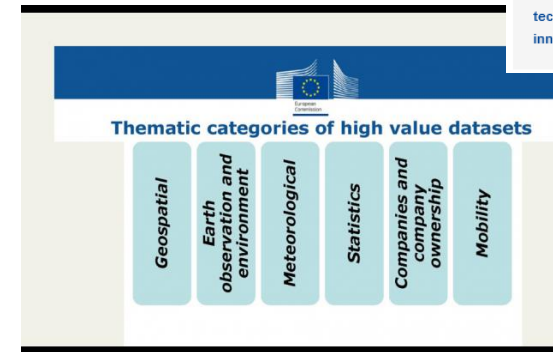 tec
inn
European
Commission
Thematic categories of high value datasets
Geospatial
Earth
observation and
environment
Meteorological
Statistics
Companies and
company
ownership
Mobility